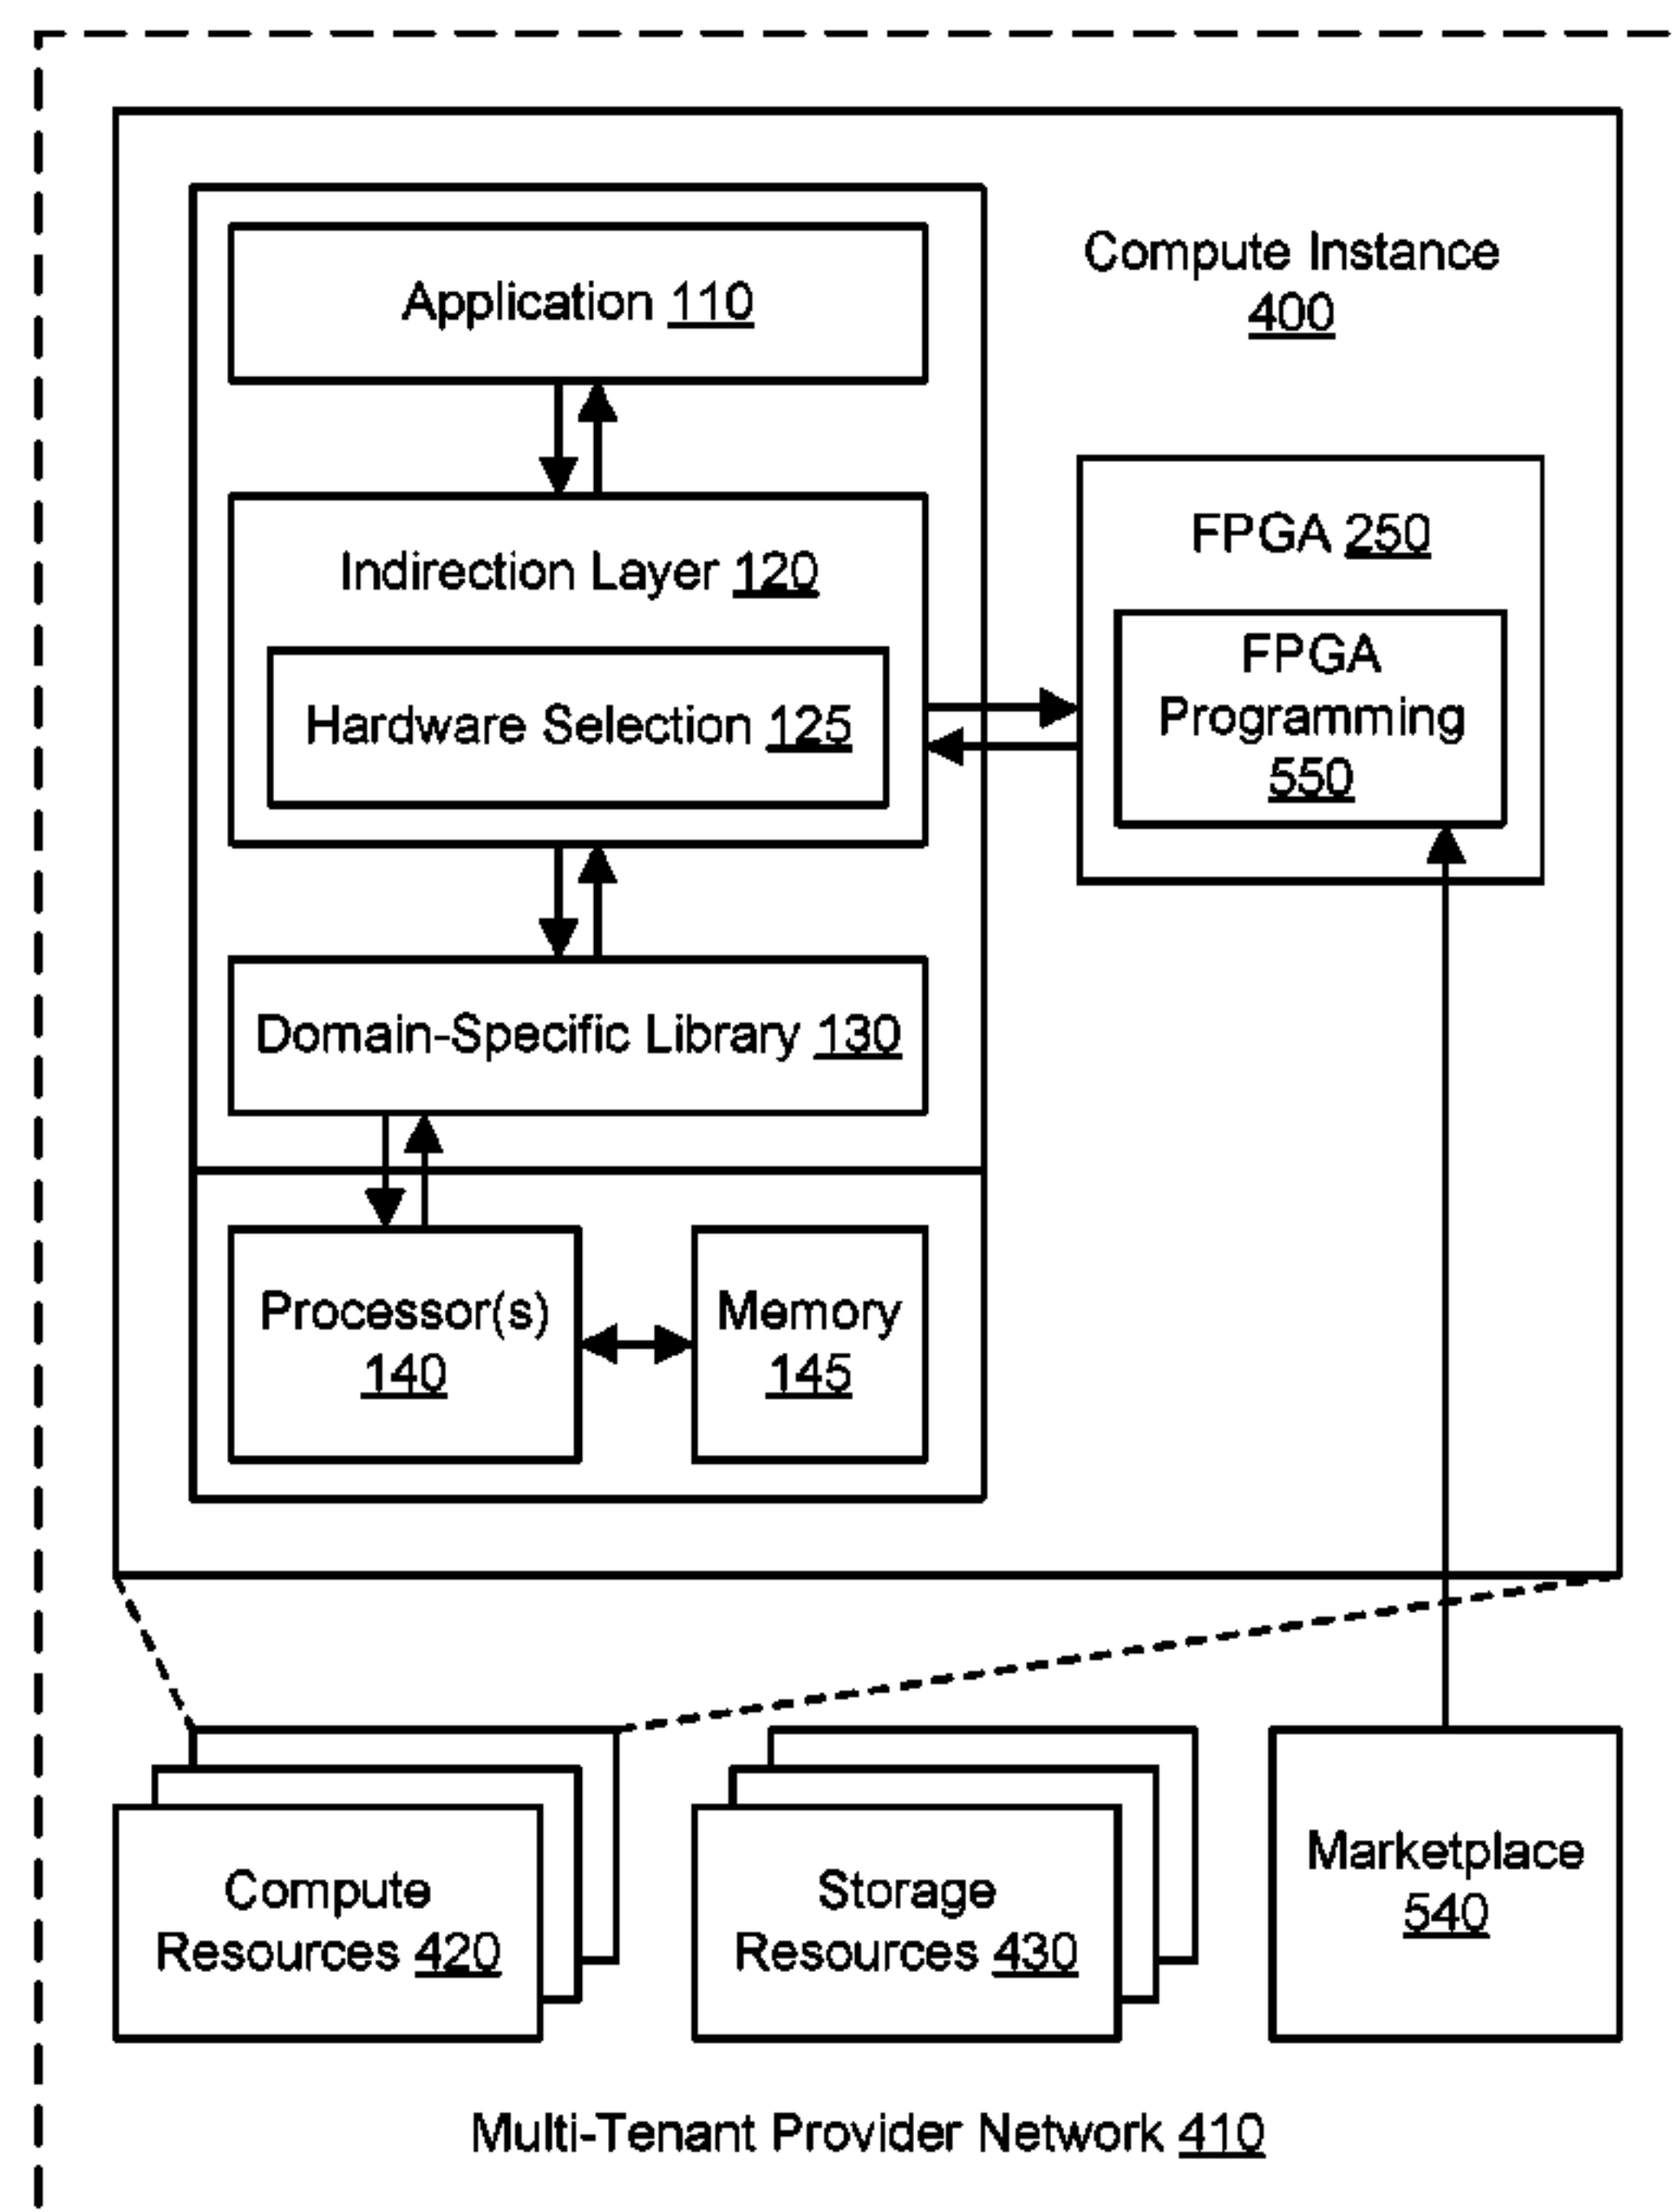 Compute Instance
400
Application 110
Indirection Layer 120
Hardware Selection 125
FPGA 250
FPGA
Programming
550
Domain-Specific Library 130
Processor(s)
140
Memory
145
Compute
Resources 420
Storage
Resources 430
Marketplace
540
Multi-Tenant Provider Network 410